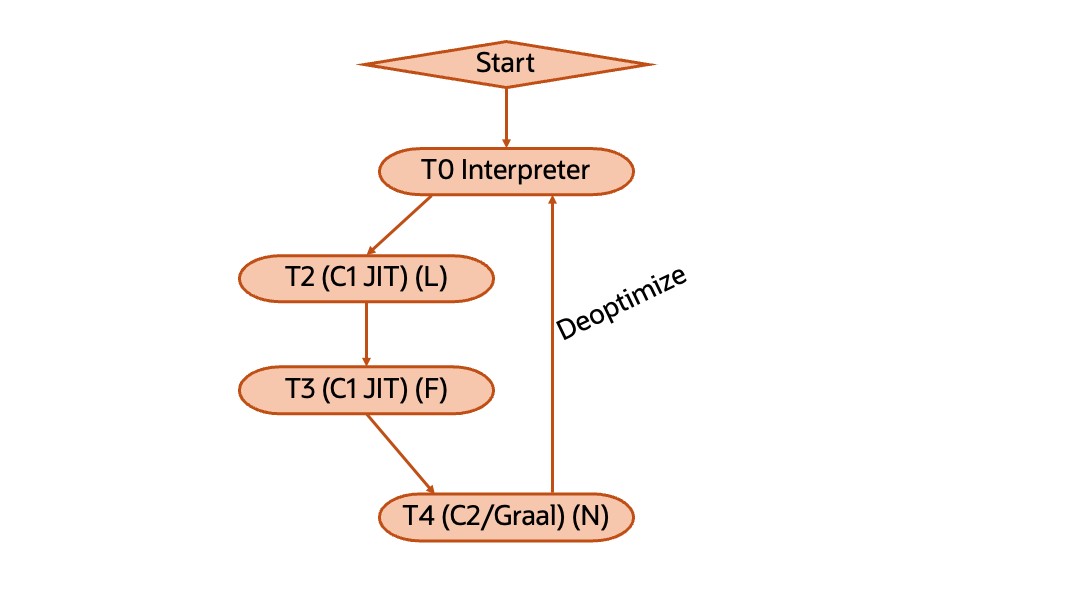 Start
T0 Interpreter
T2 (C1 JIT) (L)
Deoptimize
T3 (C1 JIT) (F)
T4 (C2/Graal) (N)